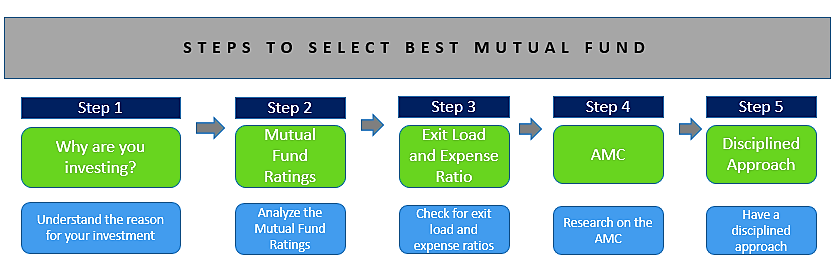 STEPS TO SELECT BEST MUTUAL FUND
Step 1
Why are you
investing?
Understand the reason
for your investment
Step 2
Mutual
Fund
Ratings
Analyze the
Mutual Fund
Ratings
Step 3
Exit Load
and Expense
Ratio
Check for exit
load and
expense ratios
Step 4
AMC
Research on the
AMC
Step 5
Disciplined
Approach
Have a
disciplined
approach